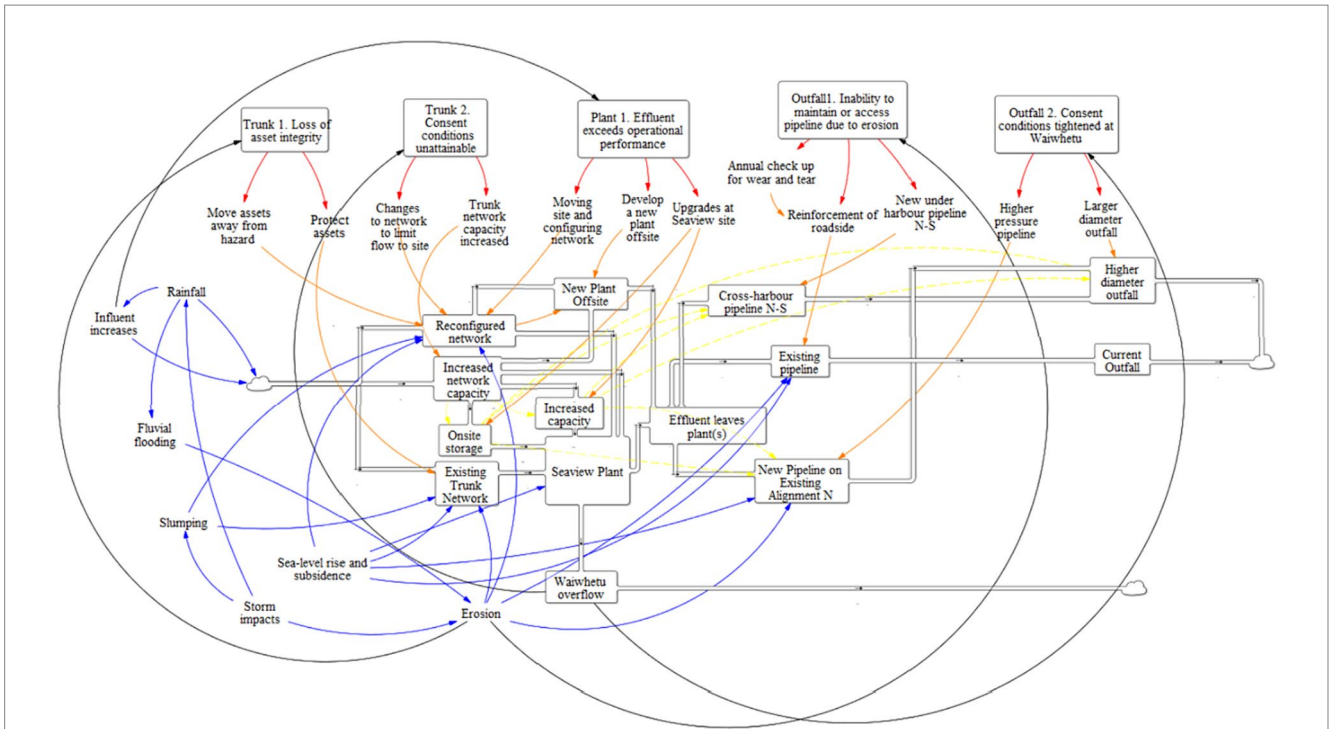 Trunk 1. Loss of
asset integrity
Trunk 2.
Consent
conditions
unattainable
Plant 1. Effluent
exceeds operational
performance
Outfall1. Inability to
maintain or access
pipeline due to erosion
Outfall 2. Consent
conditions tightened at
Waiwhetu
Move assets
away from
hazard
Protect
assets
Changes
to network
to limit
flow to site
Trunk
network
capacity
increased
Moving
site and
configuring
network
Develop
a new
plant
offsite
Upgrades at
Seaview site
Annual check up
for wear and tear
Reinforcement of
roadside
New under
harbour pipeline
N-S
Higher
pressure
pipeline
Larger
diameter
outfall
Rainfall
Influent
increases
New Plant
Offsite
Cross-harbour
pipeline N-S
Higher
diameter
outfall
Reconfigured
network
Existing
pipeline
Current
Outfall
Increased
network
capacity
Increased
capacity
Effluent leaves
plant(s)
Fluvial
flooding
Onsite
storage
Existing
Trunk
Network
Seaview Plant
New Pipeline on
Existing
Alignment N
Slumping
Sea-level rise and
subsidence
Storm
impacts
Erosion
Waiwhetu
overflow